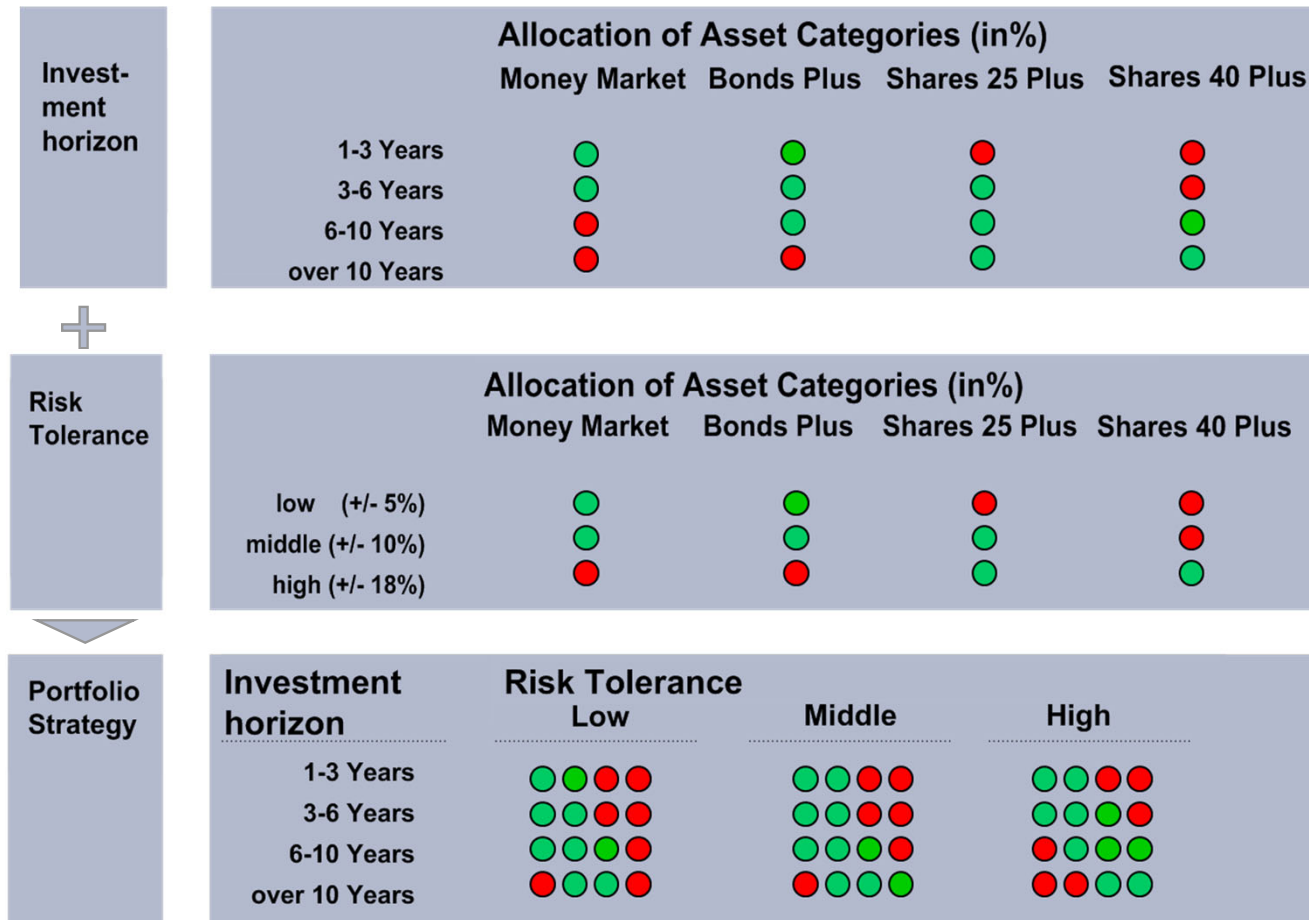 Invest-
ment
horizon
Allocation of Asset Categories (in%)
Money Market Bonds Plus Shares 25 Plus Shares 40 Plus
1-3 Years
3-6 Years
6-10 Years
over 10 Years
Risk
Tolerance
Allocation of Asset Categories (in%)
Money Market Bonds Plus Shares 25 Plus Shares 40 Plus
low (+/- 5%)
middle (+/- 10%)
high (+/- 18%)
Portfolio
Strategy
Investment
horizon
Risk Tolerance
Low Middle High
1-3 Years
3-6 Years
6-10 Years
over 10 Years